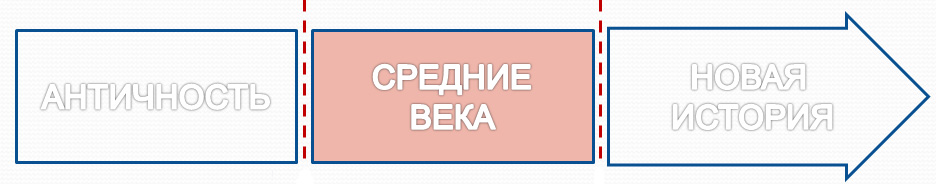 АНТИЧНОСТЬ
СРЕДНИЕ
ВЕКА
НОВАЯ
ИСТОРИЯ